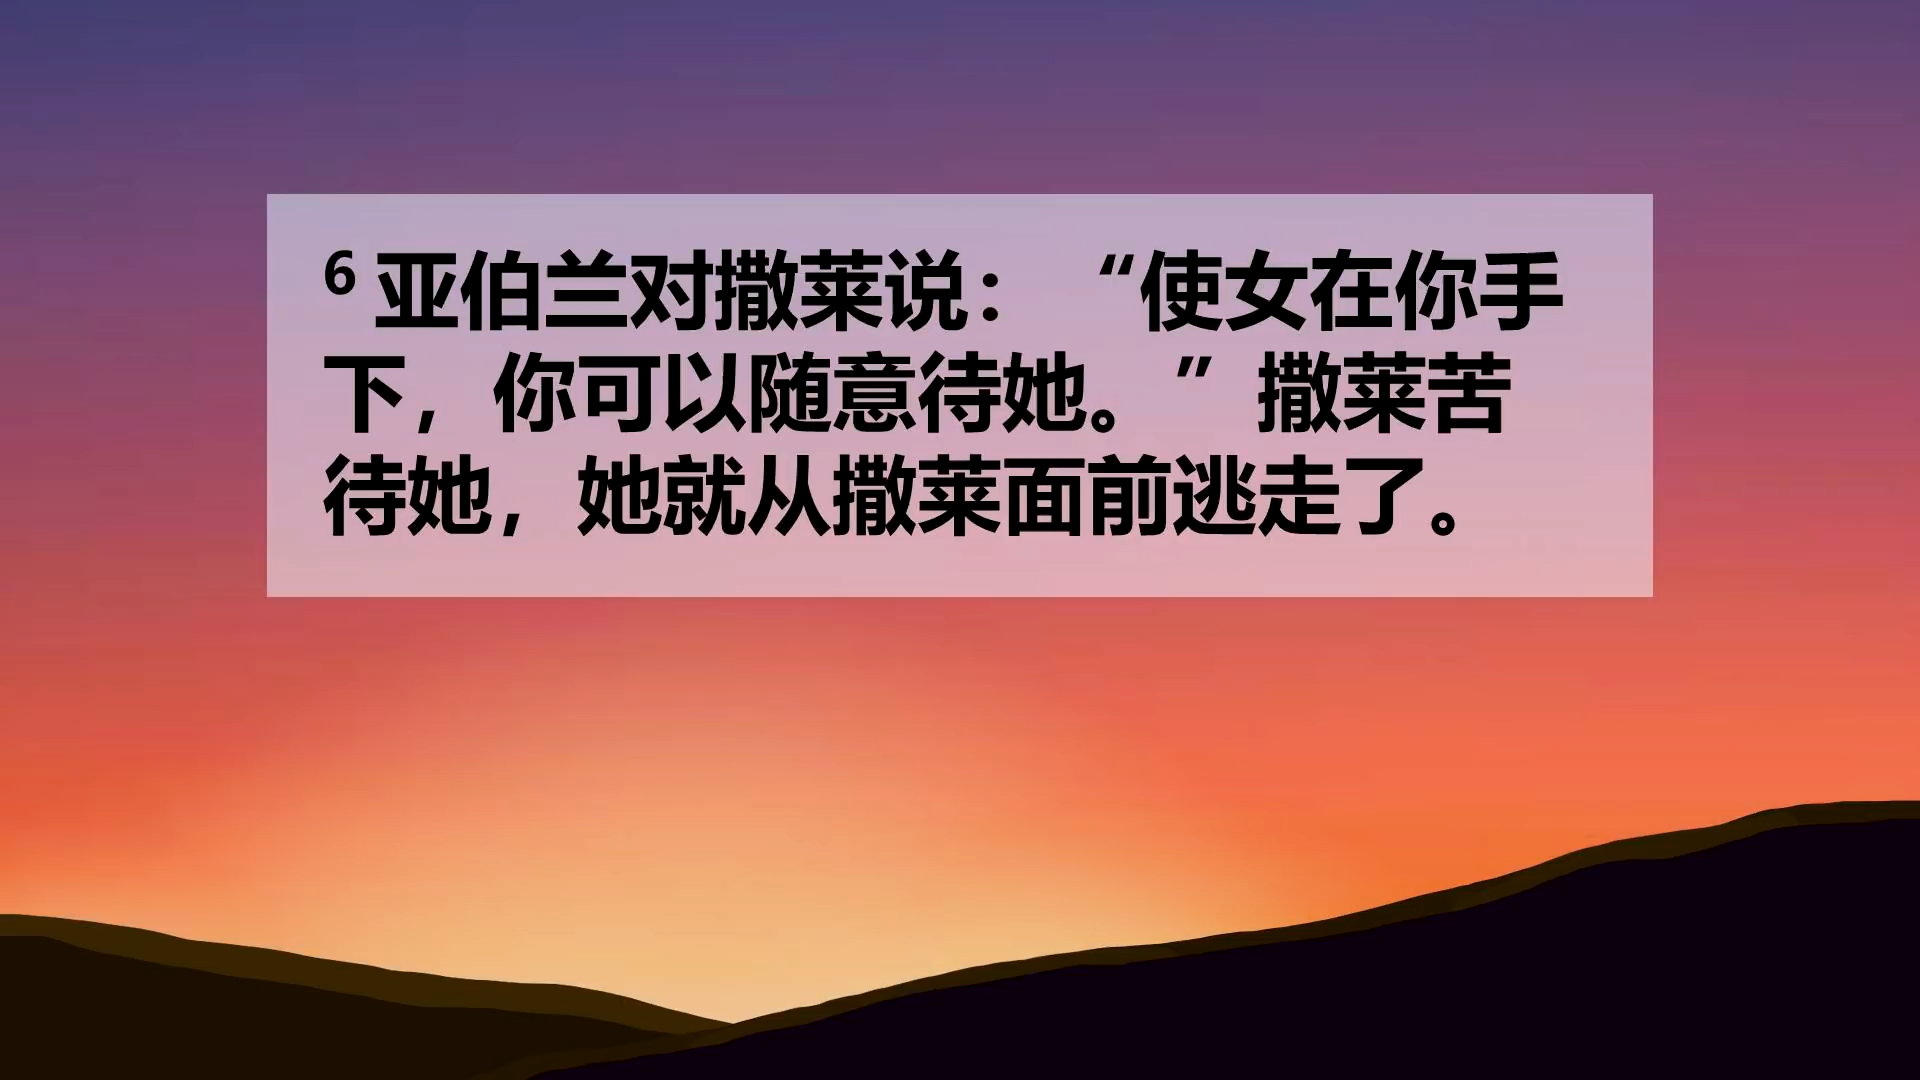 6 亚伯兰对撒莱说：“使女在你手
下，你可以随意待她。”撒莱苦
待她，她就从撒莱面前逃走了。